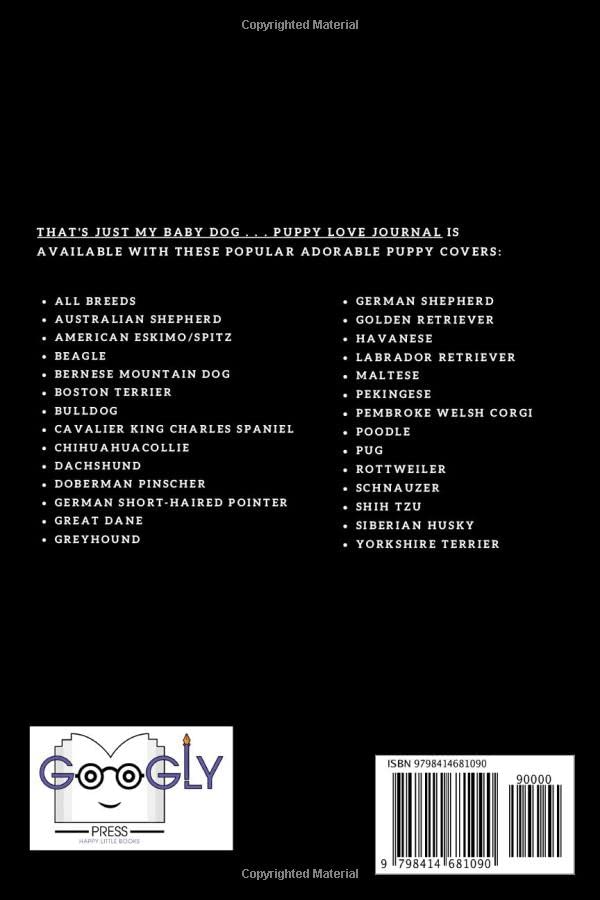 Copyrighted Material
THAT'S JUST MY BABY DOG . . . PUPPY LOVE JOURNAL IS
AVAILABLE WITH THESE POPULAR ADORABLE PUPPY COVERS:
• ALL BREEDS
• AUSTRALIAN SHEPHERD
• AMERICAN ESKIMO/SPITZ
• BEAGLE
• BERNESE MOUNTAIN DOG
• BOSTON TERRIER
• BULLDOG
• CAVALIER KING CHARLES SPANIEL
• CHIHUAHUACOLLIE
• DACHSHUND
• DOBERMAN PINSCHER
• GERMAN SHORT-HAIRED POINTER
• GREAT DANE
• GREYHOUND
• GERMAN SHEPHERD
• GOLDEN RETRIEVER
• HAVANESE
• LABRADOR RETRIEVER
• MALTESE
• PEKINGESE
• PEMBROKE WELSH CORGI
• POODLE
• PUG
• ROTTWEILER
• SCHNAUZER
• SHIH TZU
• SIBERIAN HUSKY
• YORKSHIRE TERRIER
GOOGLY
PRESS
HAPPY LITTLE BOOKS
ISBN 9798414681090
90000
9 798414 681090
Copyrighted Material